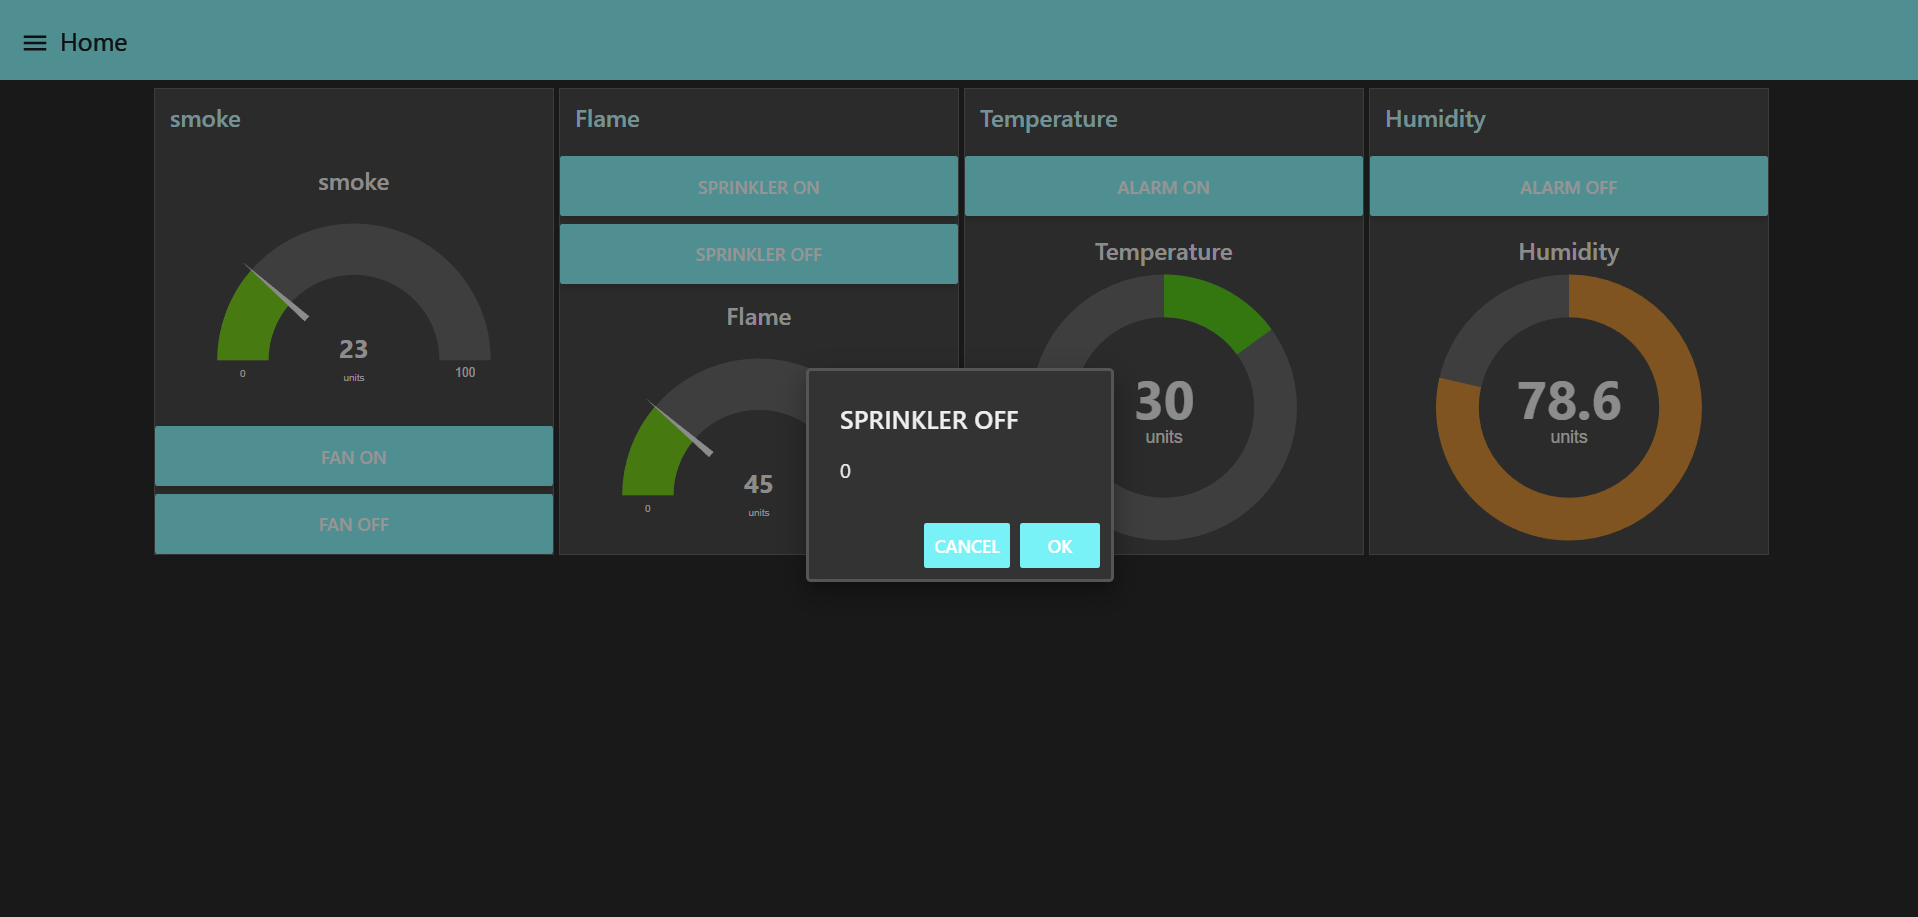 Home
smoke
smoke
23
0
units
100
FAN ON
FAN OFF
Flame
SPRINKLER ON
SPRINKLER OFF
Flame
45
0
units
Temperature
ALARM ON
Temperature
30
units
Humidity
ALARM OFF
Humidity
78.6
units
SPRINKLER OFF
0
CANCEL
OK